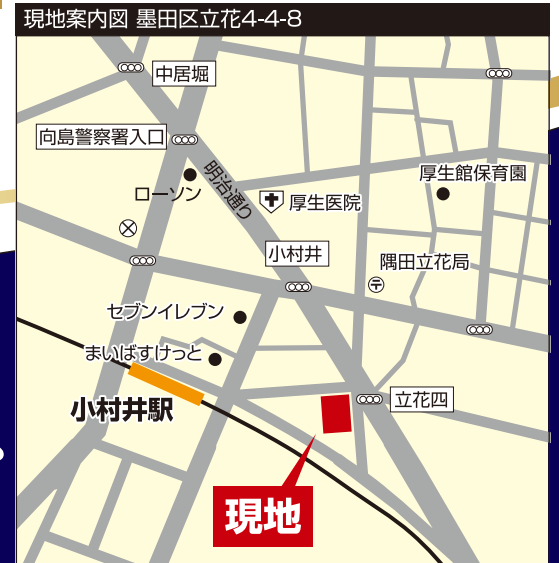 現地案内図 墨田区立花4-4-8
中居堀
向島警察署入口
明治通り
厚生館保育園
ローソン
厚生医院
小村井
隅田立花局
セブンイレブン
まいばすけっと
小村井駅
立花四
現地